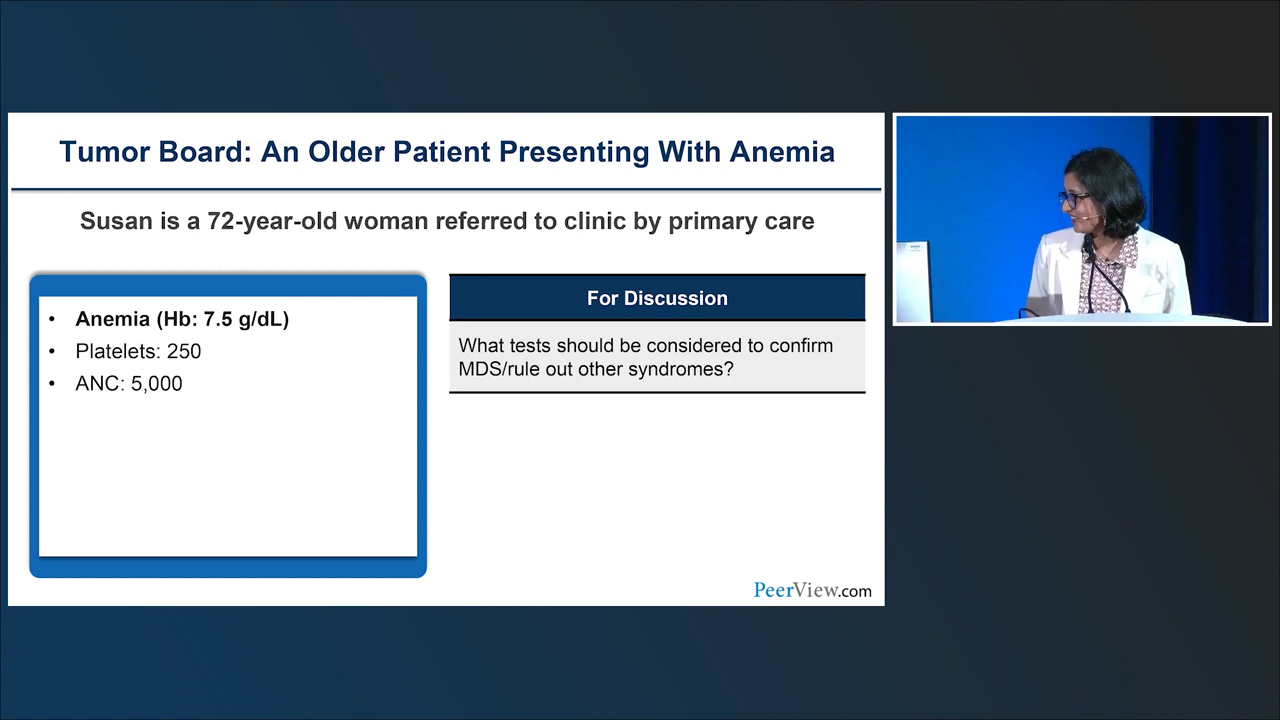 Tumor Board: An Older Patient Presenting With Anemia
Susan is a 72-year-old woman referred to clinic by primary care
• Anemia (Hb: 7.5 g/dL)
• Platelets: 250
• ANC: 5,000
For Discussion
What tests should be considered to confirm
MDS/rule out other syndromes?
PeerView.com